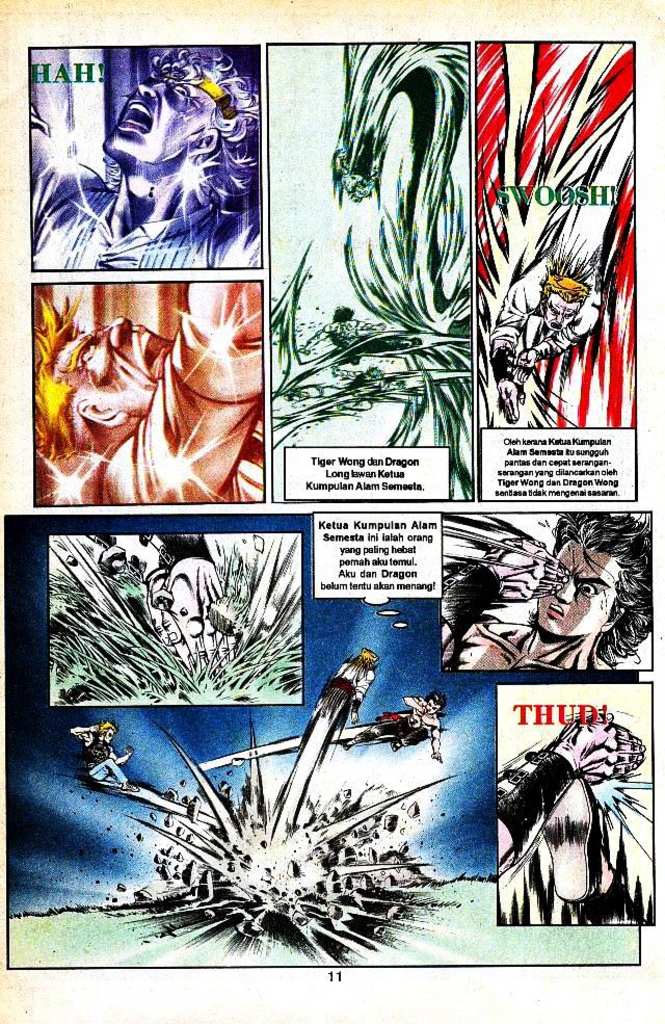 HAH!
SWOOSH!
Tiger Wong dan Dragon
Long lawan Ketua
Kumpulan Alam Semesta.
Oleh kerana Ketua Kumpulan
Alam Semesta itu sungguh
pantas dan cepat serangan-
serangan yang dilancarkan oleh
Tiger Wong dan Dragon Wong
sentiasa tidak mengenai sasaran.
Ketua Kumpulan Alam
Semesta ini ialah orang
yang paling hebat
pernah aku temui.
Aku dan Dragon
belum tentu akan menang!
THUD!
11